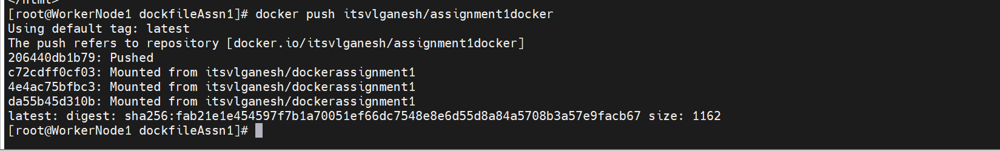 </html>
[root@WorkerNode1 dockfileAssn1]# docker push itsvlganesh/assignment1docker
Using default tag: latest
The push refers to repository [docker.io/itsvlganesh/assignment1docker]
206440db1b79: Pushed
c72cdff0cf03: Mounted from itsvlganesh/dockerassignment1
4e4ac75bfbc3: Mounted from itsvlganesh/dockerassignment1
da55b45d310b: Mounted from itsvlganesh/dockerassignment1
latest: digest: sha256:fab21e1e454597f7b1a70051ef66dc7548e8e6d55d8a84a5708b3a57e9facb67 size: 1162
[root@WorkerNode1 dockfileAssn1]#